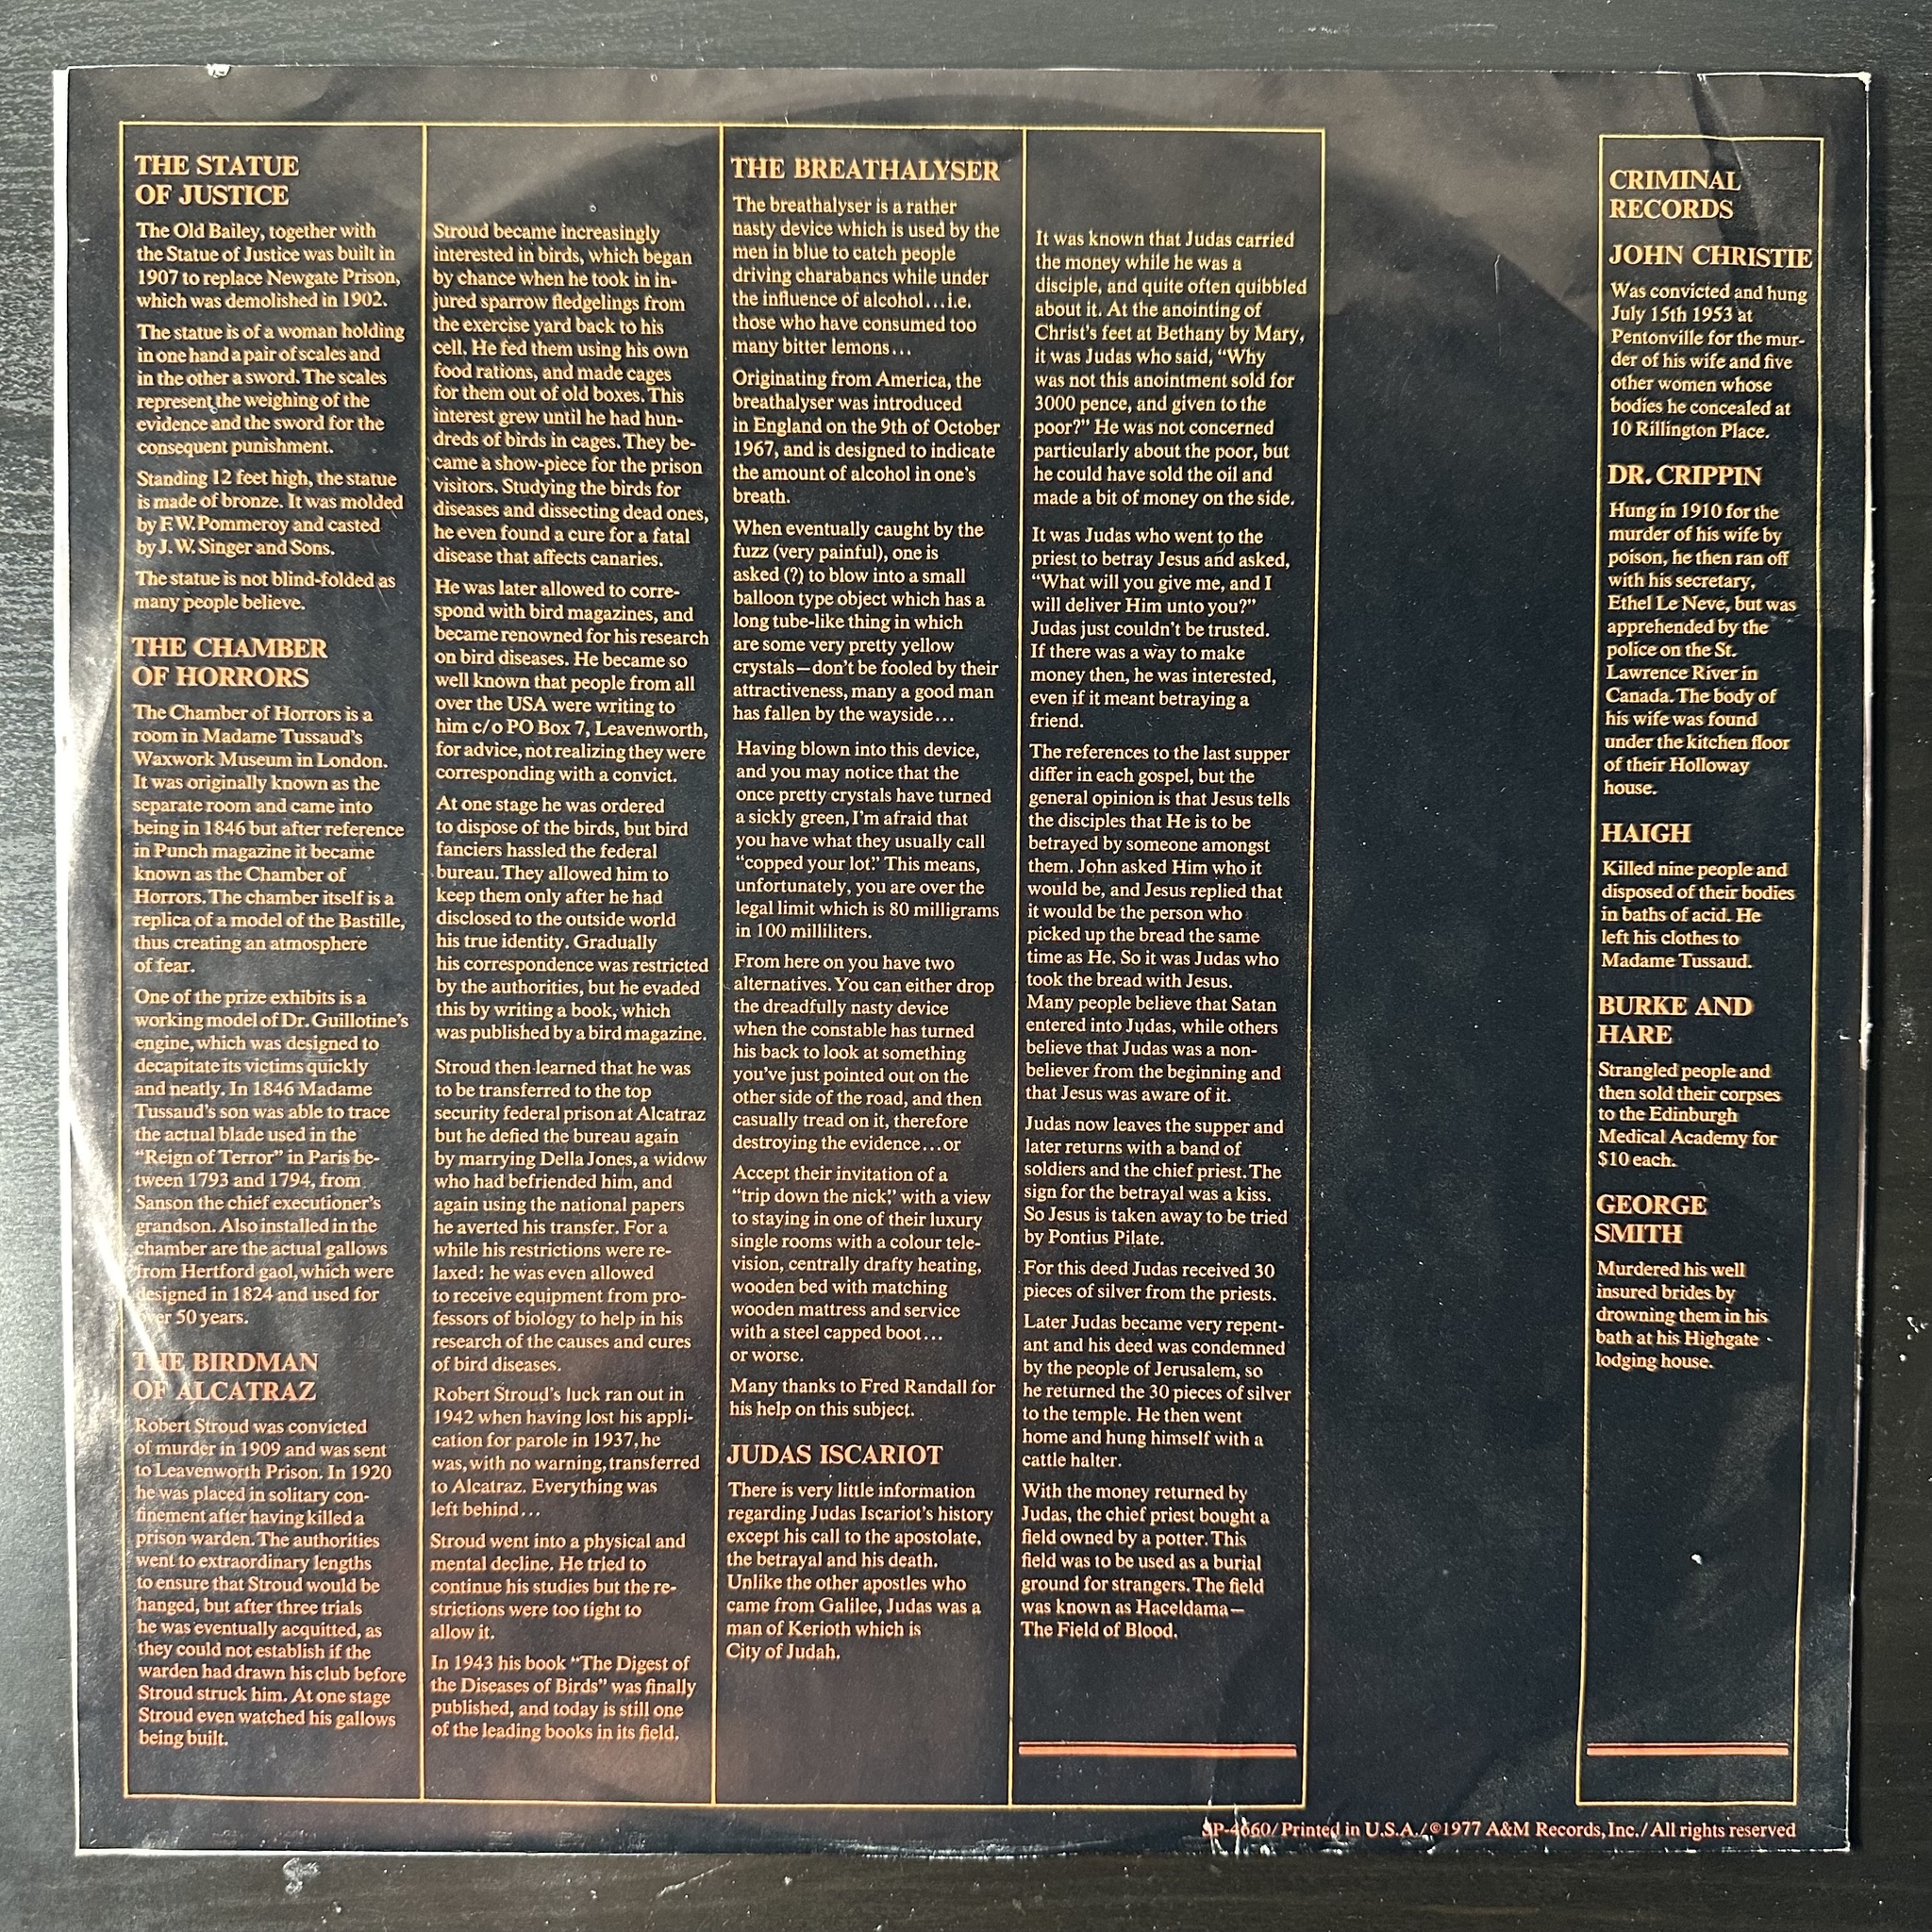 THE STATUE
OF JUSTICE
The Old Bailey, together with
the Statue of Justice was built in
1907 to replace Newgate Prison,
which was demolished in 1902.
The statue is of a woman holding
in one hand a pair of scales and
in the other a sword. The scales
represent the weighing of the
evidence and the sword for the
consequent punishment.
Standing 12 feet high, the statue
is made of bronze. It was molded
by F.W. Pommeroy and casted
by J. W. Singer and Sons.
The statue is not blind-folded as
many people believe.
THE CHAMBER
OF HORRORS
The Chamber of Horrors is a
room in Madame Tussaud's
Waxwork Museum in London.
It was originally known as the
separate room and came into
being in 1846 but after reference
in Punch magazine it became
known as the Chamber of
Horrors. The chamber itself is a
replica of a model of the Bastille,
thus creating an atmosphere
of fear.
One of the prize exhibits is a
working model of Dr. Guillotine's
engine, which was designed to
decapitate its victims quickly
and neatly. In 1846 Madame
Tussaud's son was able to trace
the actual blade used in the
"Reign of Terror" in Paris be-
tween 1793 and 1794, from
Sanson the chief executioner's
grandson. Also installed in the
chamber are the actual gallows
from Hertford gaol, which were
designed in 1824 and used for
over 50 years.
THE BIRDMAN
OF ALCATRAZ
Robert Stroud was convicted
of murder in 1909 and was sent
to Leavenworth Prison. In 1920
he was placed in solitary con-
finement after having killed a
prison warden. The authorities
went to extraordinary lengths
to ensure that Stroud would be
hanged, but after three trials
he was eventually acquitted, as
they could not establish if the
warden had drawn his club before
Stroud struck him. At one stage
Stroud even watched his gallows
being built.
Stroud became increasingly
interested in birds, which began
by chance when he took in in-
jured sparrow fledgelings from
the exercise yard back to his
cell. He fed them using his own
food rations, and made cages
for them out of old boxes. This
interest grew until he had hun-
dreds of birds in cages. They be-
came a show-piece for the prison
visitors. Studying the birds for
diseases and dissecting dead ones,
he even found a cure for a fatal
disease that affects canaries.
He was later allowed to corre-
spond with bird magazines, and
became renowned for his research
on bird diseases. He became so
well known that people from all
over the USA were writing to
him c/o PO Box 7, Leavenworth,
for advice, not realizing they were
corresponding with a convict.
At one stage he was ordered
to dispose of the birds, but bird
fanciers hassled the federal
bureau. They allowed him to
keep them only after he had
disclosed to the outside world
his true identity. Gradually
his correspondence was restricted
by the authorities, but he evaded
this by writing a book, which
was published by a bird magazine.
Stroud then learned that he was
to be transferred to the top
security federal prison at Alcatraz
but he defied the bureau again
by marrying Della Jones, a widow
who had befriended him, and
again using the national papers
he averted his transfer. For a
while his restrictions were re-
laxed: he was even allowed
to receive equipment from pro-
fessors of biology to help in his
research of the causes and cures
of bird diseases.
Robert Stroud's luck ran out in
1942 when having lost his appli-
cation for parole in 1937, he
was, with no warning, transferred
to Alcatraz. Everything was
left behind...
Stroud went into a physical and
mental decline. He tried to
continue his studies but the re-
strictions were too tight to
allow it.
In 1943 his book "The Digest of
the Diseases of Birds" was finally
published, and today is still one
of the leading books in its field.
THE BREATHALYSER
The breathalyser is a rather
nasty device which is used by the
men in blue to catch people
driving charabancs while under
the influence of alcohol...i.e.
those who have consumed too
many bitter lemons...
Originating from America, the
breathalyser was introduced
in England on the 9th of October
1967, and is designed to indicate
the amount of alcohol in one's
breath.
When eventually caught by the
fuzz (very painful), one is
asked (?) to blow into a small
balloon type object which has a
long tube-like thing in which
are some very pretty yellow
crystals—don't be fooled by their
attractiveness, many a good man
has fallen by the wayside...
Having blown into this device,
and you may notice that the
once pretty crystals have turned
a sickly green, I'm afraid that
you have what they usually call
"copped your lot." This means,
unfortunately, you are over the
legal limit which is 80 milligrams
in 100 milliliters.
From here on you have two
alternatives. You can either drop
the dreadfully nasty device
when the constable has turned
his back to look at something
you've just pointed out on the
other side of the road, and then
casually tread on it, therefore
destroying the evidence...or
Accept their invitation of a
"trip down the nick," with a view
to staying in one of their luxury
single rooms with a colour tele-
vision, centrally drafty heating,
wooden bed with matching
wooden mattress and service
with a steel capped boot...
or worse.
Many thanks to Fred Randall for
his help on this subject.
JUDAS ISCARIOT
There is very little information
regarding Judas Iscariot's history
except his call to the apostolate,
the betrayal and his death.
Unlike the other apostles who
came from Galilee, Judas was a
man of Kerioth which is
City of Judah.
It was known that Judas carried
the money while he was a
disciple, and quite often quibbled
about it. At the anointing of
Christ's feet at Bethany by Mary,
it was Judas who said, "Why
was not this anointment sold for
3000 pence, and given to the
poor?" He was not concerned
particularly about the poor, but
he could have sold the oil and
made a bit of money on the side.
It was Judas who went to the
priest to betray Jesus and asked,
"What will you give me, and I
will deliver Him unto you?"
Judas just couldn't be trusted.
If there was a way to make
money then, he was interested,
even if it meant betraying a
friend.
The references to the last supper
differ in each gospel, but the
general opinion is that Jesus tells
the disciples that He is to be
betrayed by someone amongst
them. John asked Him who it
would be, and Jesus replied that
it would be the person who
picked up the bread the same
time as He. So it was Judas who
took the bread with Jesus.
Many people believe that Satan
entered into Judas, while others
believe that Judas was a non-
believer from the beginning and
that Jesus was aware of it.
Judas now leaves the supper and
later returns with a band of
soldiers and the chief priest. The
sign for the betrayal was a kiss.
So Jesus is taken away to be tried
by Pontius Pilate.
For this deed Judas received 30
pieces of silver from the priests.
Later Judas became very repent-
ant and his deed was condemned
by the people of Jerusalem, so
he returned the 30 pieces of silver
to the temple. He then went
home and hung himself with a
cattle halter.
With the money returned by
Judas, the chief priest bought a
field owned by a potter. This
field was to be used as a burial
ground for strangers. The field
was known as Haceldama—
The Field of Blood.
CRIMINAL
RECORDS
JOHN CHRISTIE
Was convicted and hung
July 15th 1953 at
Pentonville for the mur-
der of his wife and five
other women whose
bodies he concealed at
10 Rillington Place.
DR. CRIPPIN
Hung in 1910 for the
murder of his wife by
poison, he then ran off
with his secretary,
Ethel Le Neve, but was
apprehended by the
police on the St.
Lawrence River in
Canada. The body of
his wife was found
under the kitchen floor
of their Holloway
house.
HAIGH
Killed nine people and
disposed of their bodies
in baths of acid. He
left his clothes to
Madame Tussaud.
BURKE AND
HARE
Strangled people and
then sold their corpses
to the Edinburgh
Medical Academy for
$10 each.
GEORGE
SMITH
Murdered his well
insured brides by
drowning them in his
bath at his Highgate
lodging house.
SP-4660/Printed in U.S.A./©1977 A&M Records, Inc./All rights reserved